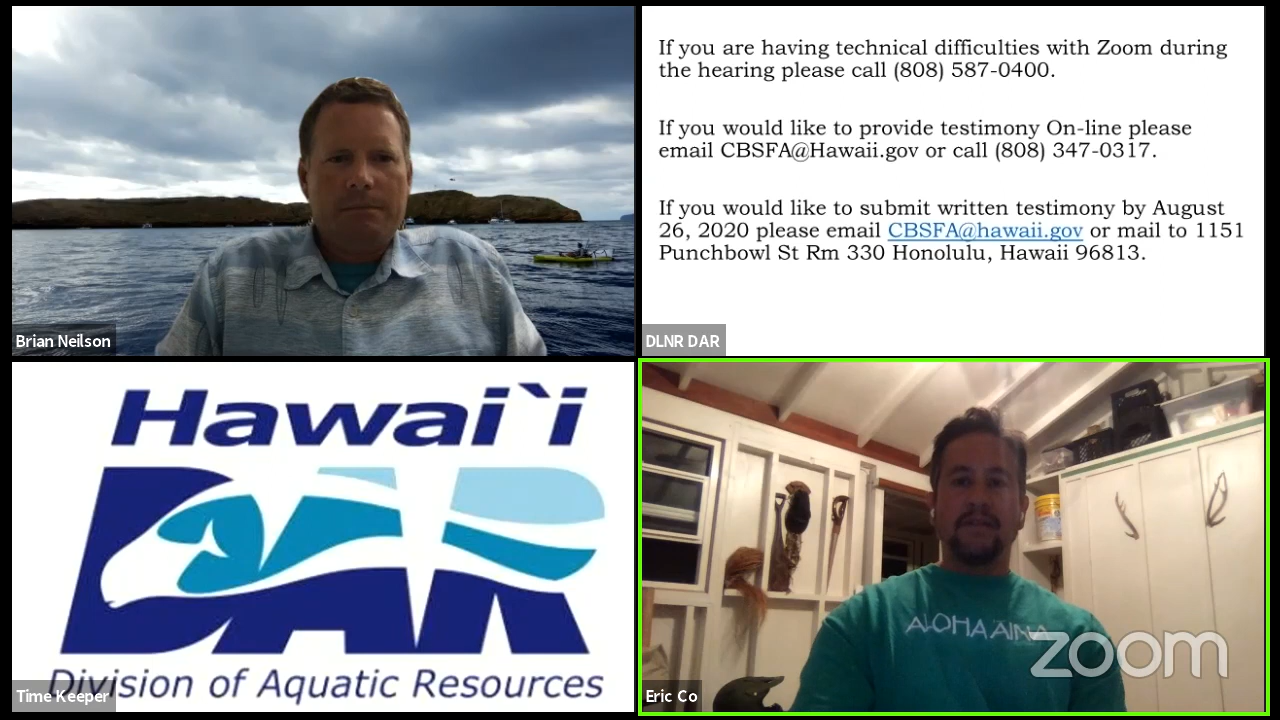 If you are having technical difficulties with Zoom during
the hearing please call (808) 587-0400.
If you would like to provide testimony On-line please
email CBSFA@Hawaii.gov or call (808) 347-0317.
If you would like to submit written testimony by August
26, 2020 please email CBSFA@hawaii.gov or mail to 1151
Punchbowl St Rm 330 Honolulu, Hawaii 96813.
Brian Neilson
DLNR DAR
Hawai`i
DAR
Division of Aquatic Resources
Time Keeper
ALOHA ĀINA
zoom
Eric Co